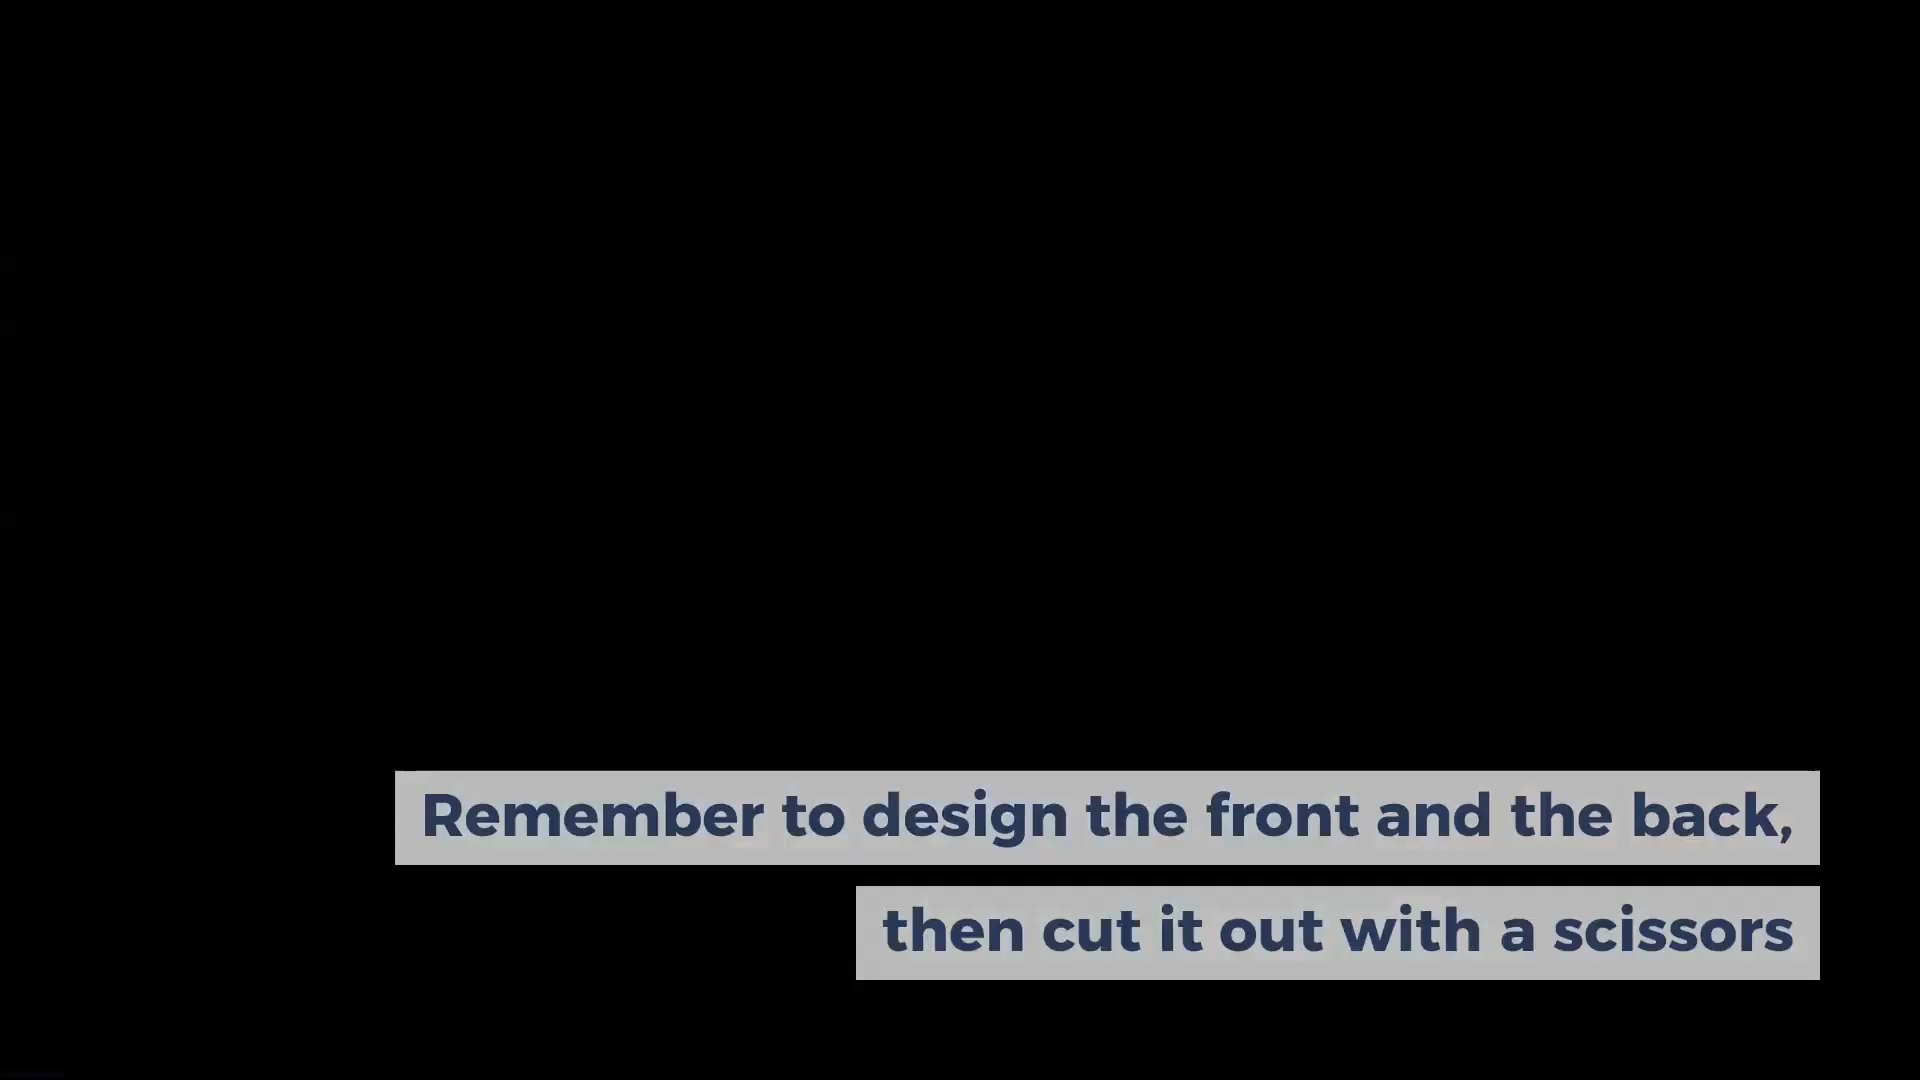 Remember to design the front and the back,
then cut it out with a scissors